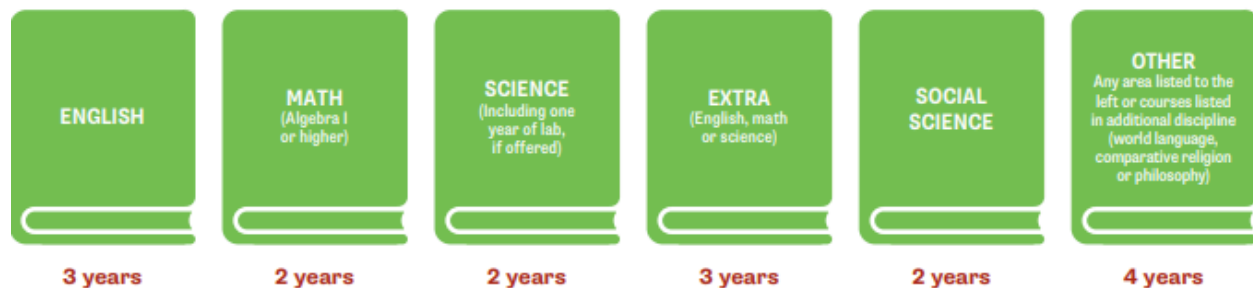 ENGLISH
3 years
MATH
(Algebra I
or higher)
2 years
SCIENCE
(Including one
year of lab,
if offered)
2 years
EXTRA
(English, math
or science)
3 years
SOCIAL
SCIENCE
2 years
OTHER
Any area listed to the
left or courses listed
in additional discipline
(world language,
comparative religion
or philosophy)
4 years